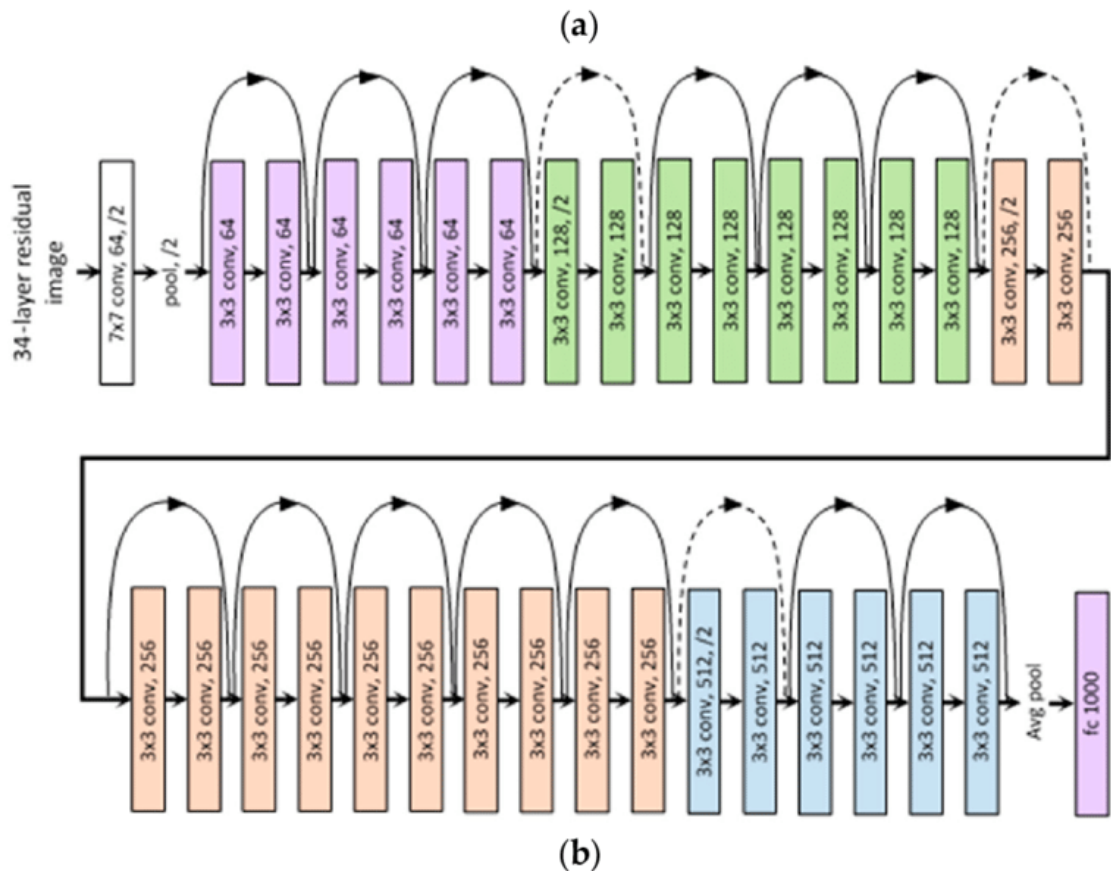 (a)
34-layer residual
image
7x7 conv, 64, /2
pool, /2
3x3 conv, 64
3x3 conv, 64
3x3 conv, 64
3x3 conv, 64
3x3 conv, 64
3x3 conv, 64
3x3 conv, 128, /2
3x3 conv, 128
3x3 conv, 128
3x3 conv, 128
3x3 conv, 128
3x3 conv, 128
3x3 conv, 128
3x3 conv, 128
3x3 conv, 256, /2
3x3 conv, 256
3x3 conv, 256
3x3 conv, 256
3x3 conv, 256
3x3 conv, 256
3x3 conv, 256
3x3 conv, 256
3x3 conv, 256
3x3 conv, 256
3x3 conv, 256
3x3 conv, 256
3x3 conv, 512, /2
3x3 conv, 512
3x3 conv, 512
3x3 conv, 512
3x3 conv, 512
3x3 conv, 512
Avg pool
fc 1000
(b)